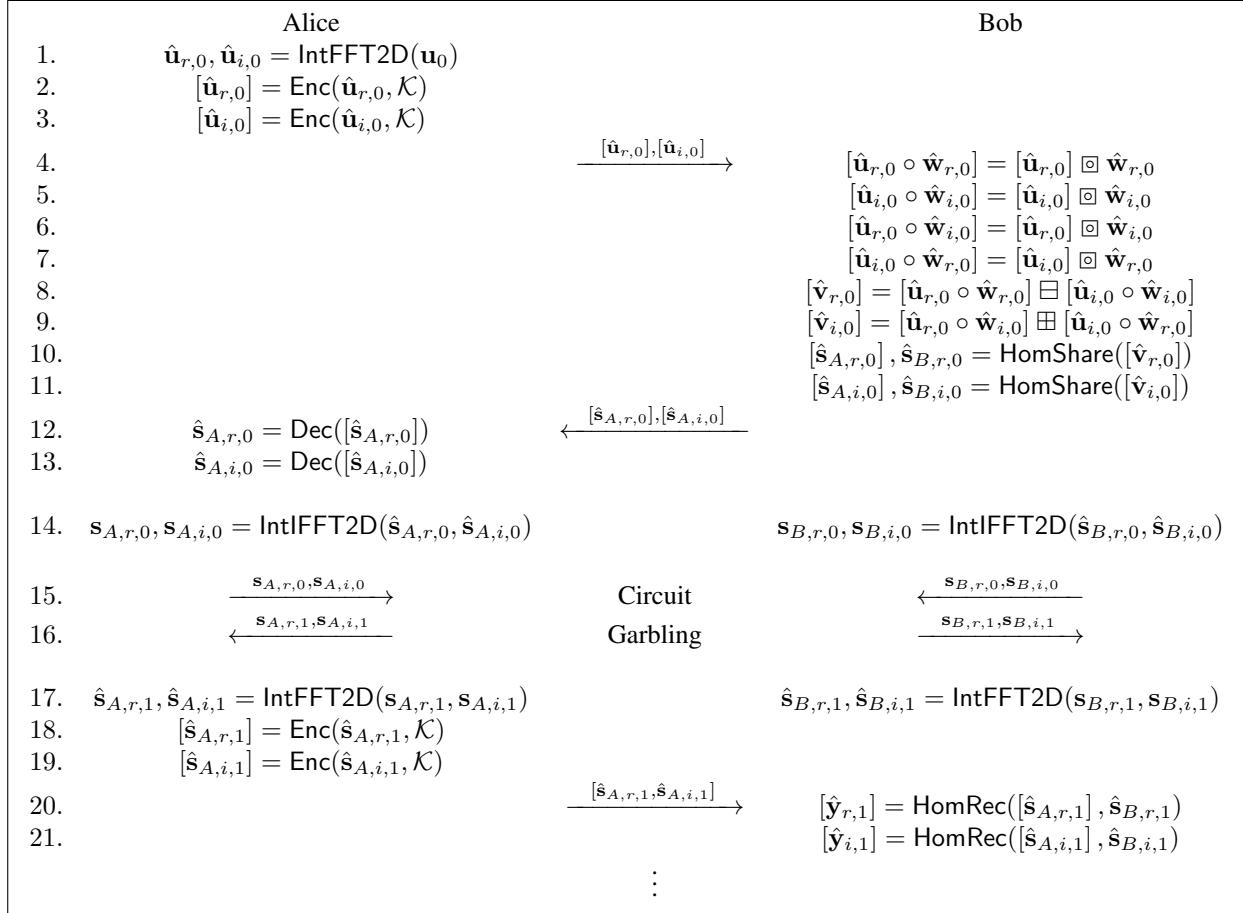 Alice Bob
1. û_{r,0}, û_{i,0} = IntFFT2D(u_0)
2. [û_{r,0}] = Enc(û_{r,0}, 𝒦)
3. [û_{i,0}] = Enc(û_{i,0}, 𝒦)
4. [û_{r,0}],[û_{i,0}] ⟶ [û_{r,0} ∘ ŵ_{r,0}] = [û_{r,0}] ⊡ ŵ_{r,0}
5. [û_{i,0} ∘ ŵ_{i,0}] = [û_{i,0}] ⊡ ŵ_{i,0}
6. [û_{r,0} ∘ ŵ_{i,0}] = [û_{r,0}] ⊡ ŵ_{i,0}
7. [û_{i,0} ∘ ŵ_{r,0}] = [û_{i,0}] ⊡ ŵ_{r,0}
8. [v̂_{r,0}] = [û_{r,0} ∘ ŵ_{r,0}] ⊟ [û_{i,0} ∘ ŵ_{i,0}]
9. [v̂_{i,0}] = [û_{r,0} ∘ ŵ_{i,0}] ⊞ [û_{i,0} ∘ ŵ_{r,0}]
10. [ŝ_{A,r,0}] , ŝ_{B,r,0} = HomShare([v̂_{r,0}])
11. [ŝ_{A,i,0}] , ŝ_{B,i,0} = HomShare([v̂_{i,0}])
12. ŝ_{A,r,0} = Dec([ŝ_{A,r,0}]) ⟵ [ŝ_{A,r,0}],[ŝ_{A,i,0}]
13. ŝ_{A,i,0} = Dec([ŝ_{A,i,0}])
14. s_{A,r,0}, s_{A,i,0} = IntIFFT2D(ŝ_{A,r,0}, ŝ_{A,i,0}) s_{B,r,0}, s_{B,i,0} = IntIFFT2D(ŝ_{B,r,0}, ŝ_{B,i,0})
15. s_{A,r,0},s_{A,i,0} ⟶ Circuit ⟵ s_{B,r,0},s_{B,i,0}
16. s_{A,r,1},s_{A,i,1} ⟵ Garbling ⟶ s_{B,r,1},s_{B,i,1}
17. ŝ_{A,r,1}, ŝ_{A,i,1} = IntFFT2D(s_{A,r,1}, s_{A,i,1}) ŝ_{B,r,1}, ŝ_{B,i,1} = IntFFT2D(s_{B,r,1}, s_{B,i,1})
18. [ŝ_{A,r,1}] = Enc(ŝ_{A,r,1}, 𝒦)
19. [ŝ_{A,i,1}] = Enc(ŝ_{A,i,1}, 𝒦)
20. [ŝ_{A,r,1},ŝ_{A,i,1}] ⟶ [ŷ_{r,1}] = HomRec([ŝ_{A,r,1}] , ŝ_{B,r,1})
21. [ŷ_{i,1}] = HomRec([ŝ_{A,i,1}] , ŝ_{B,i,1})
⋮